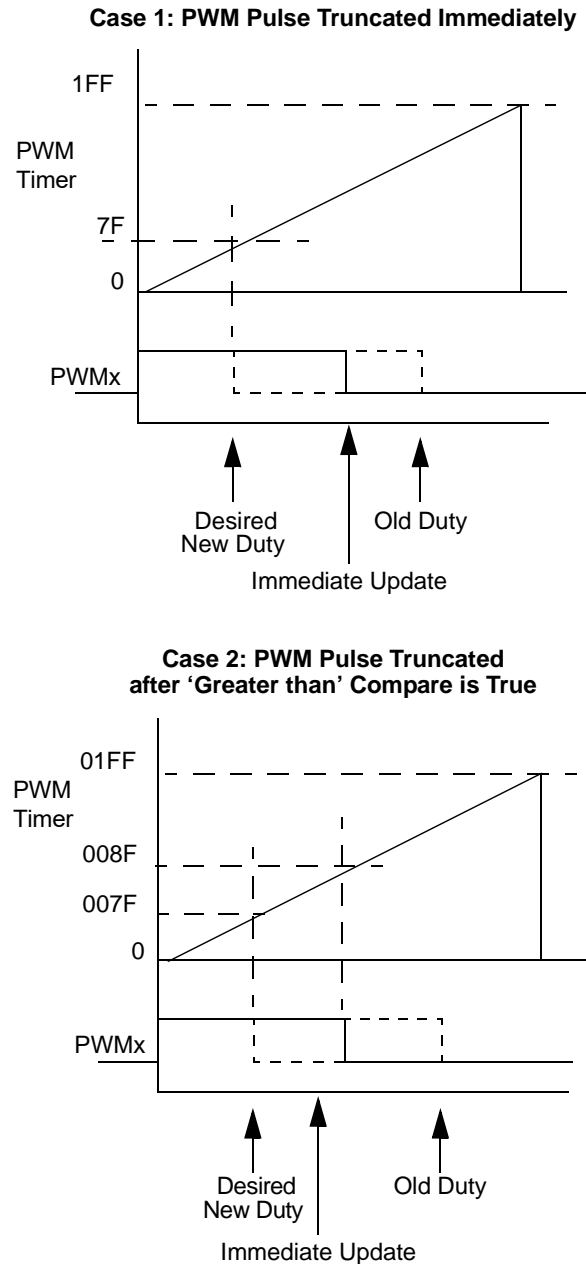 Case 1: PWM Pulse Truncated Immediately
1FF
PWM
Timer
7F
0
PWMx
Desired
New Duty
Old Duty
Immediate Update
Case 2: PWM Pulse Truncated
after ‘Greater than’ Compare is True
01FF
PWM
Timer
008F
007F
0
PWMx
Desired
New Duty
Old Duty
Immediate Update